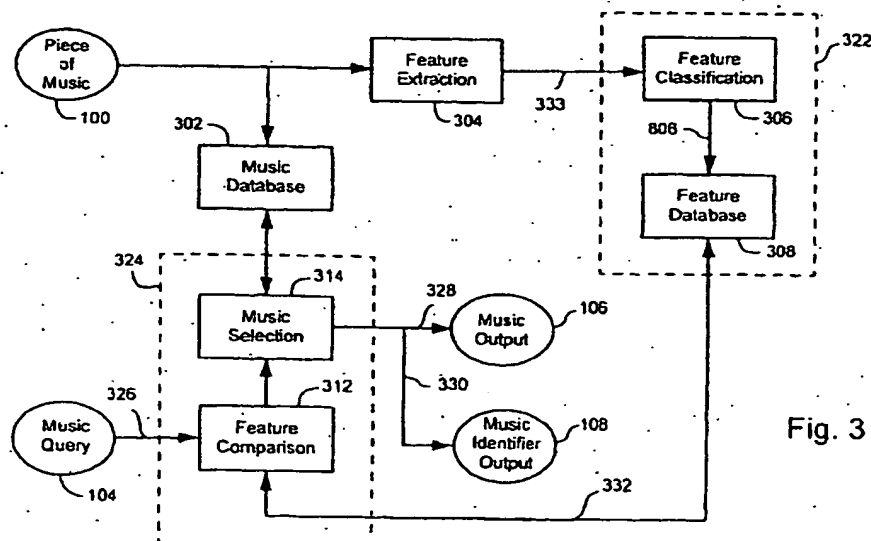 Piece
of
Music
100
302
Music
Database
Feature
Extraction
304
333
Feature
Classification
306
322
806
Feature
Database
308
324
314
Music
Selection
328
Music
Output
106
330
312
326
Music
Query
104
Feature
Comparison
Music
Identifier
Output
108
332
Fig. 3